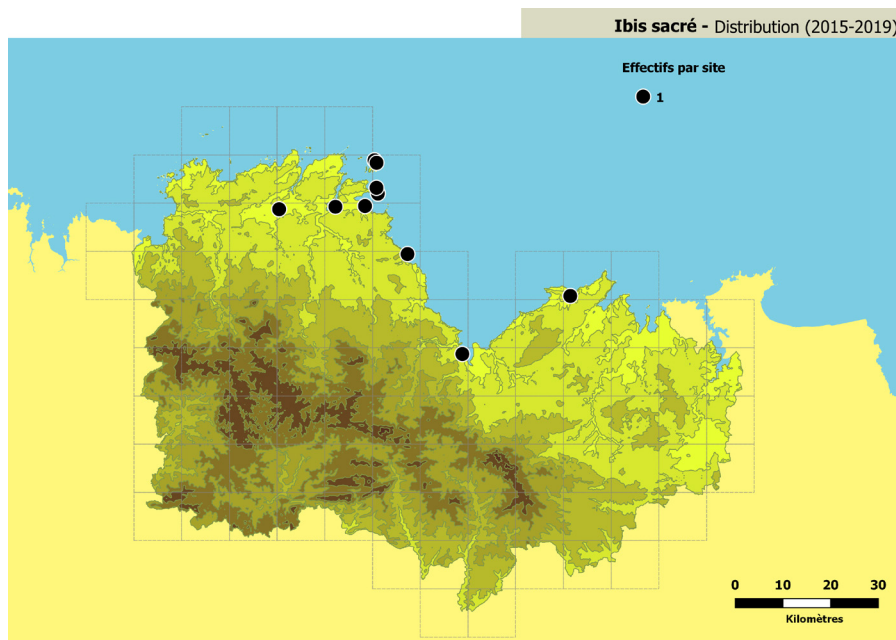 Ibis sacré - Distribution (2015-2019)
Effectifs par site
1
0 10 20 30
Kilomètres